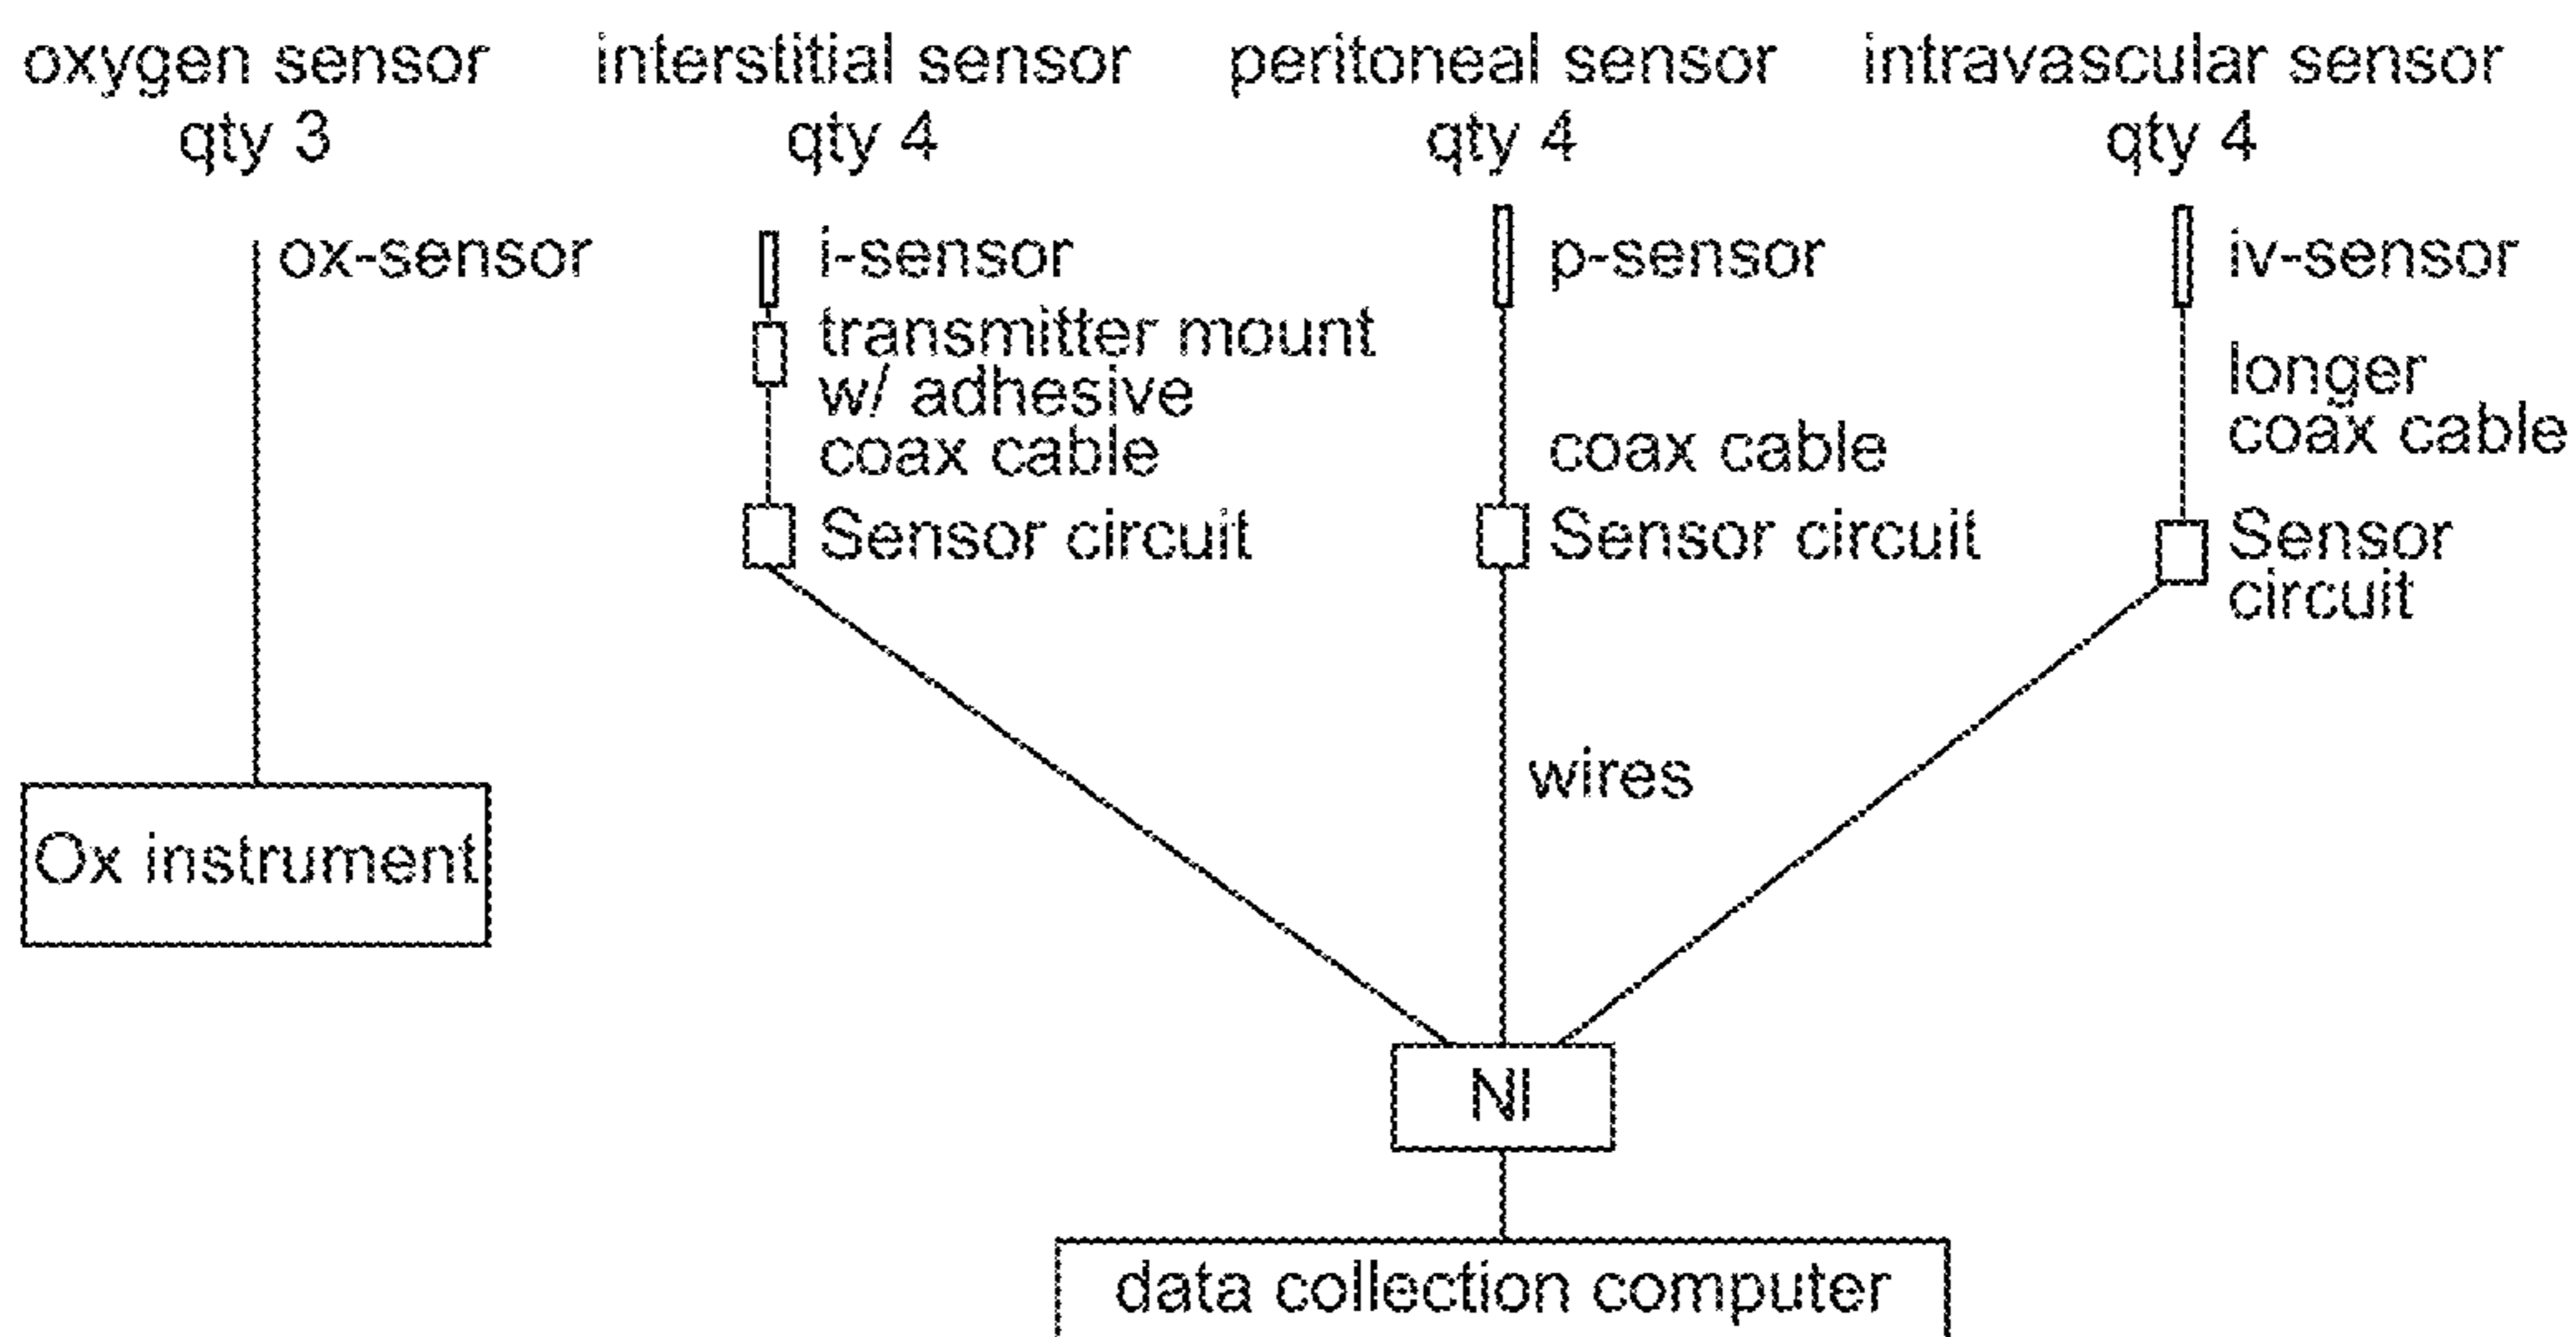 oxygen sensor
qty 3
interstitial sensor
qty 4
peritoneal sensor
qty 4
intravascular sensor
qty 4
ox-sensor
i-sensor
transmitter mount
w/ adhesive
coax cable
Sensor circuit
p-sensor
coax cable
Sensor circuit
iv-sensor
longer
coax cable
Sensor
circuit
wires
Ox instrument
NI
data collection computer